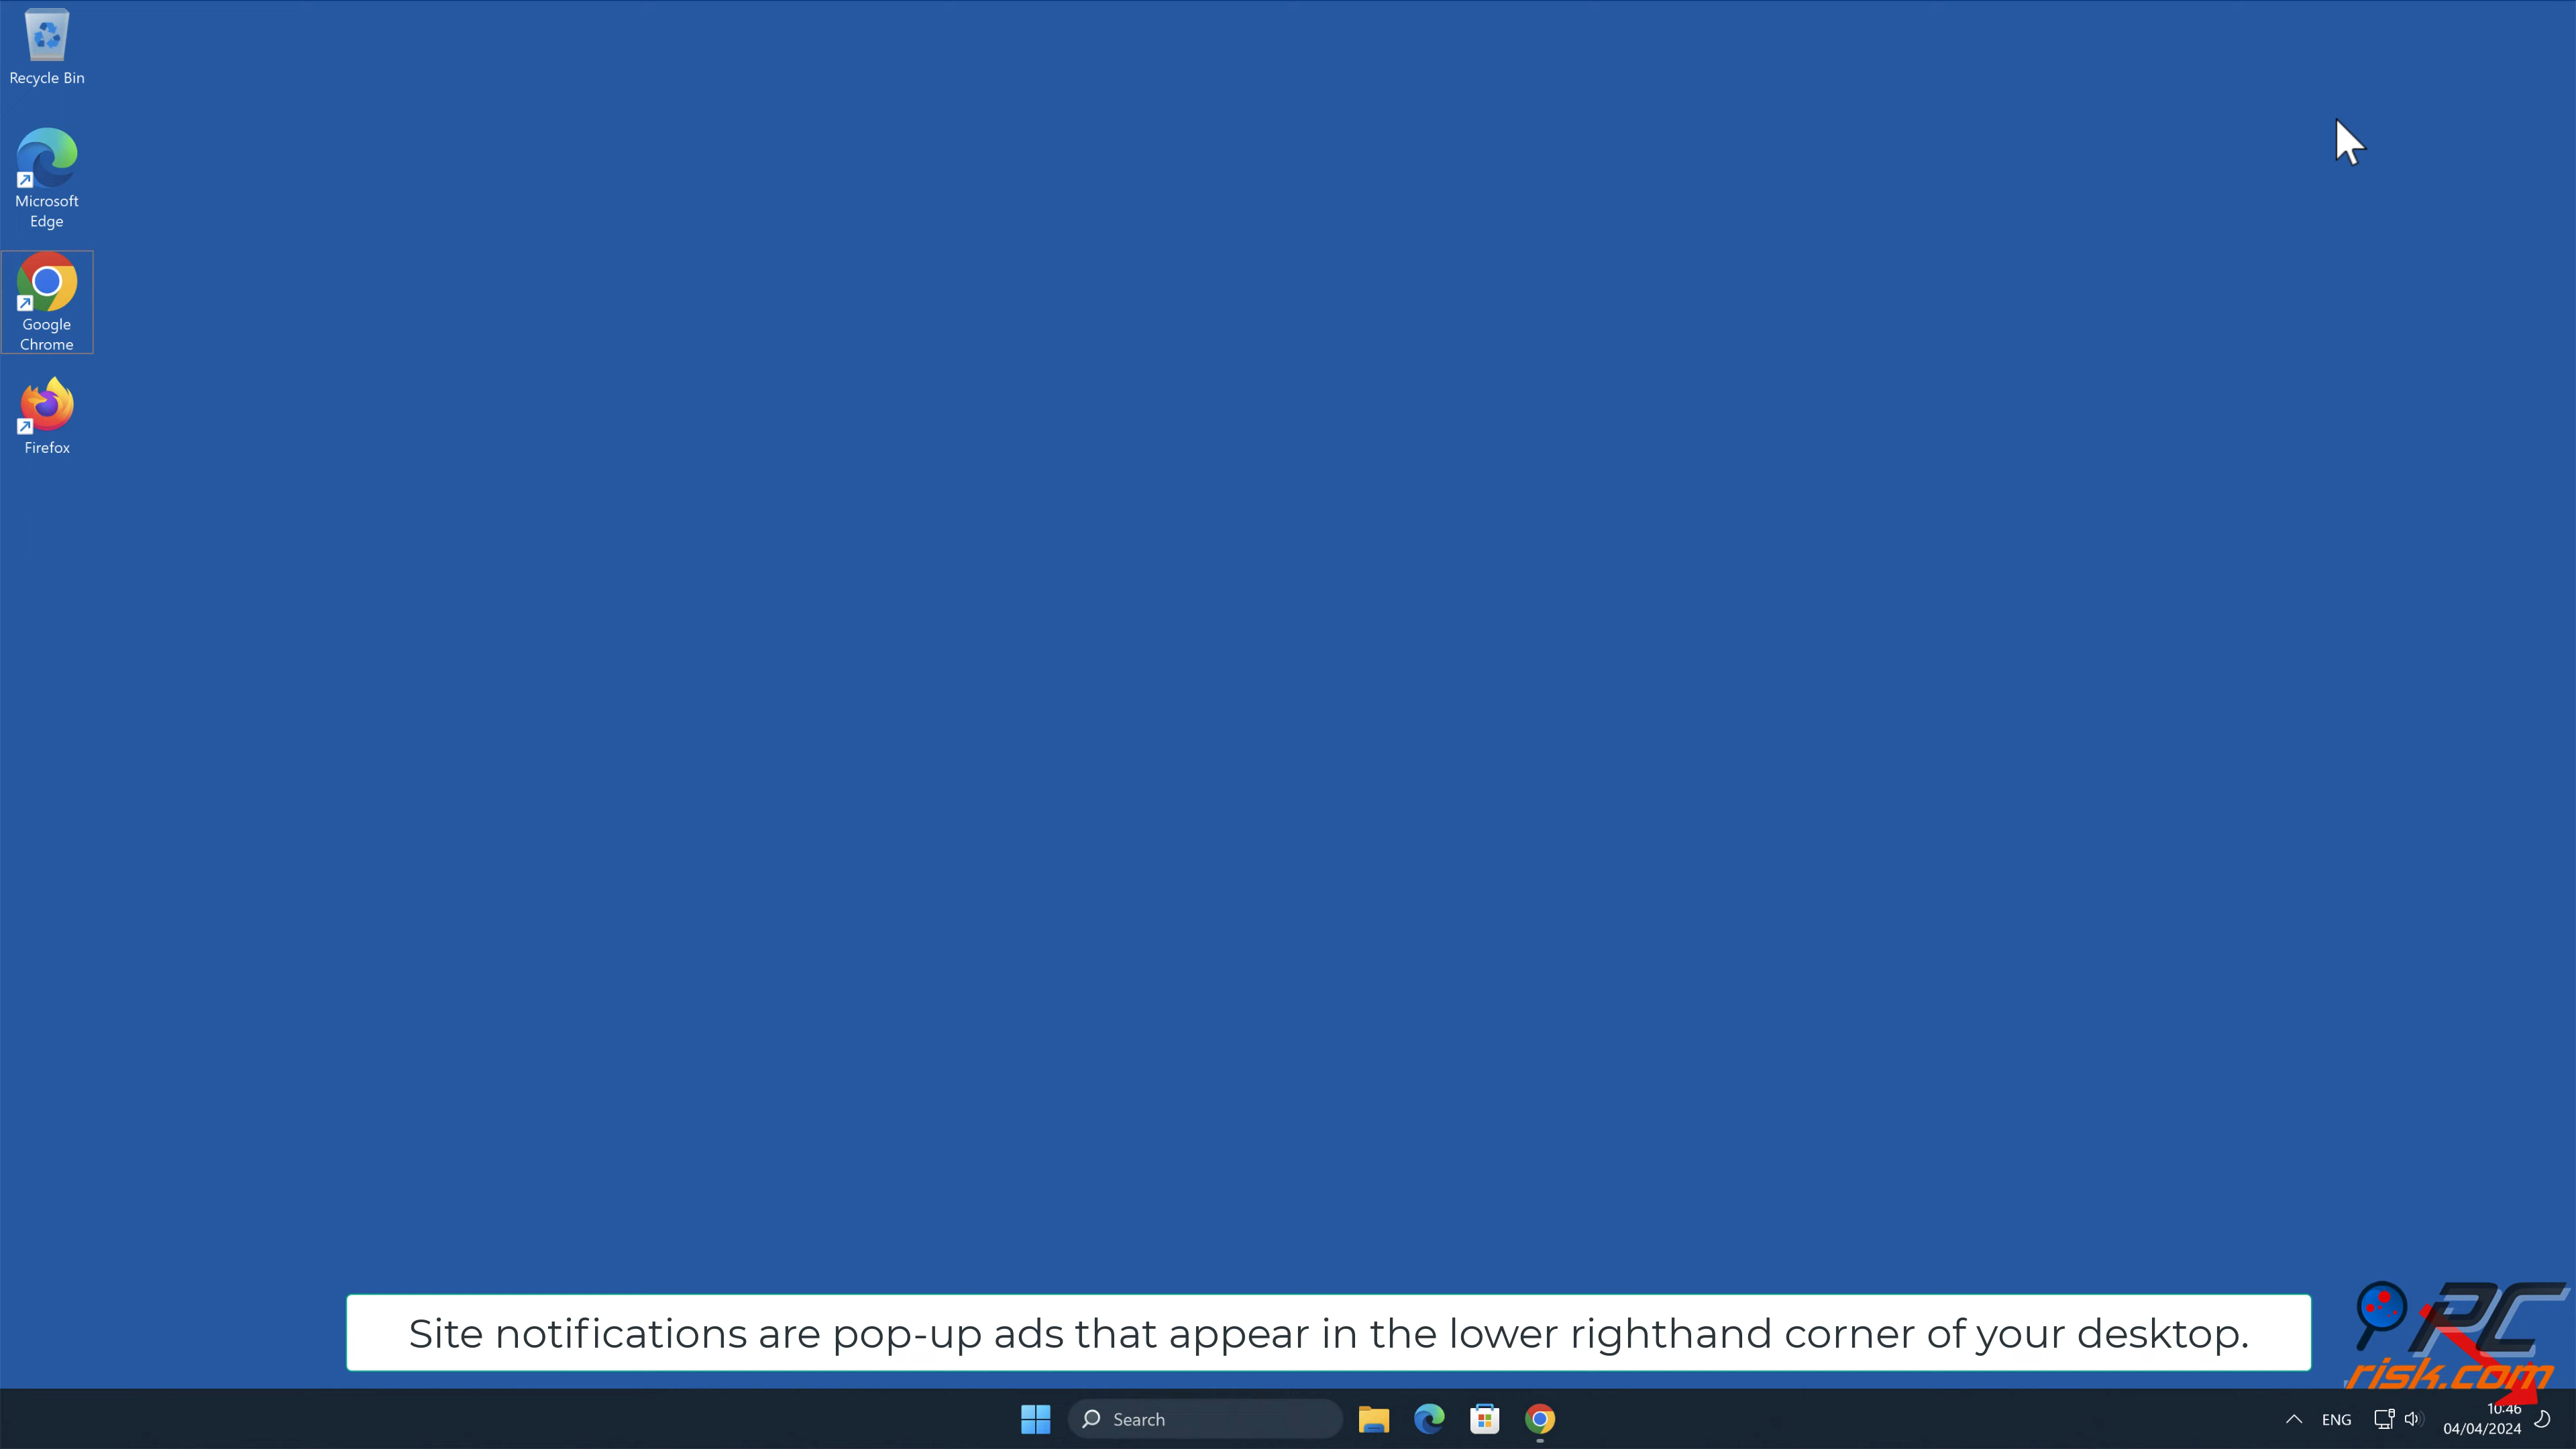 Recycle Bin
Microsoft
Edge
Google
Chrome
Firefox
Site notifications are pop-up ads that appear in the lower righthand corner of your desktop.
PC
risk.com
Search
ENG
10:46
04/04/2024